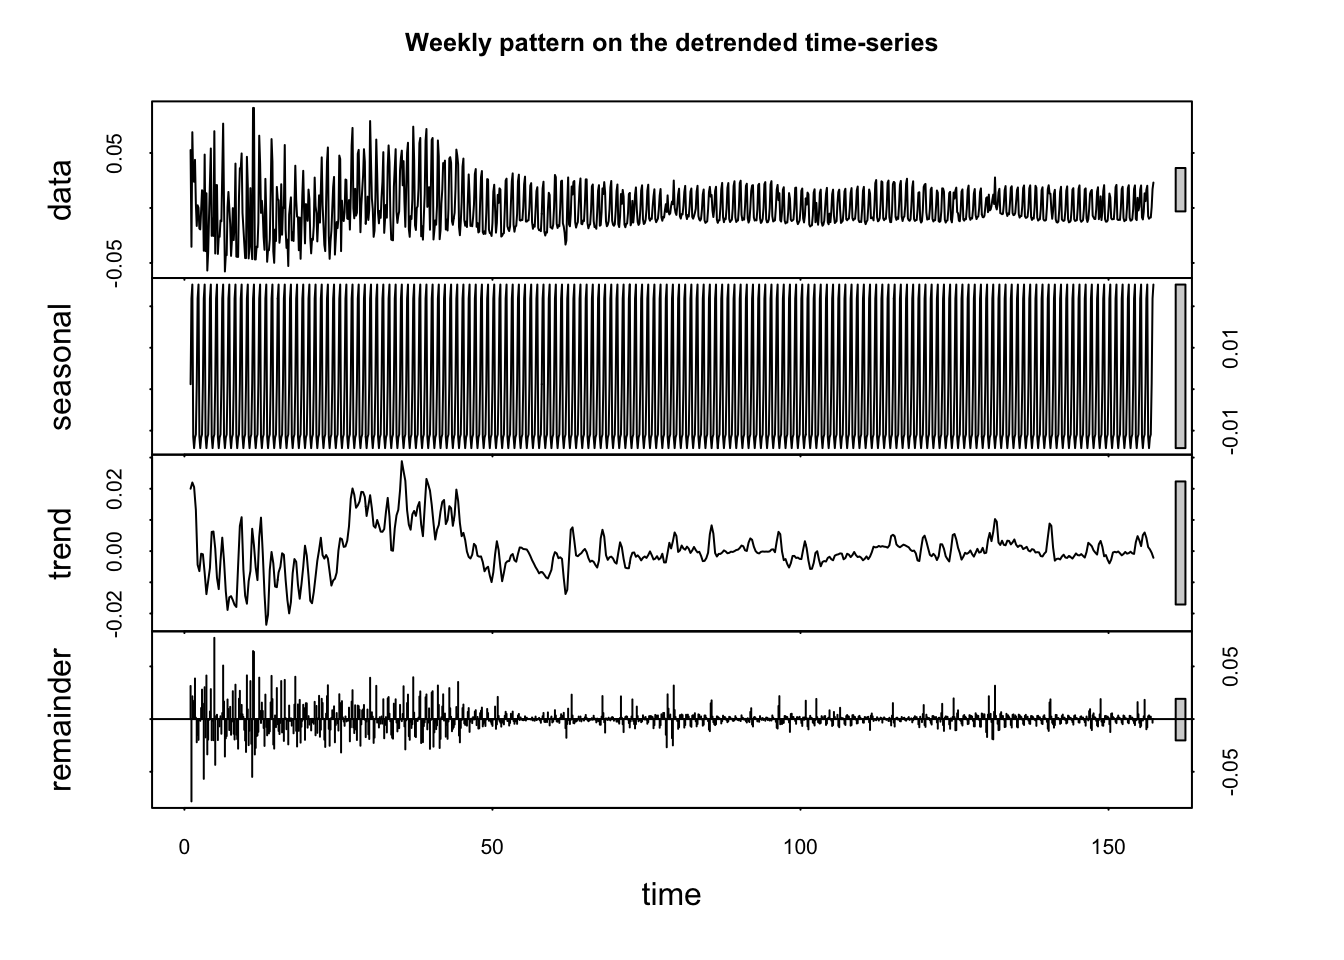 Weekly pattern on the detrended time-series
data
0.05
-0.05
seasonal
0.01
-0.01
trend
0.02
0.00
-0.02
remainder
0.05
-0.05
0 50 100 150
time